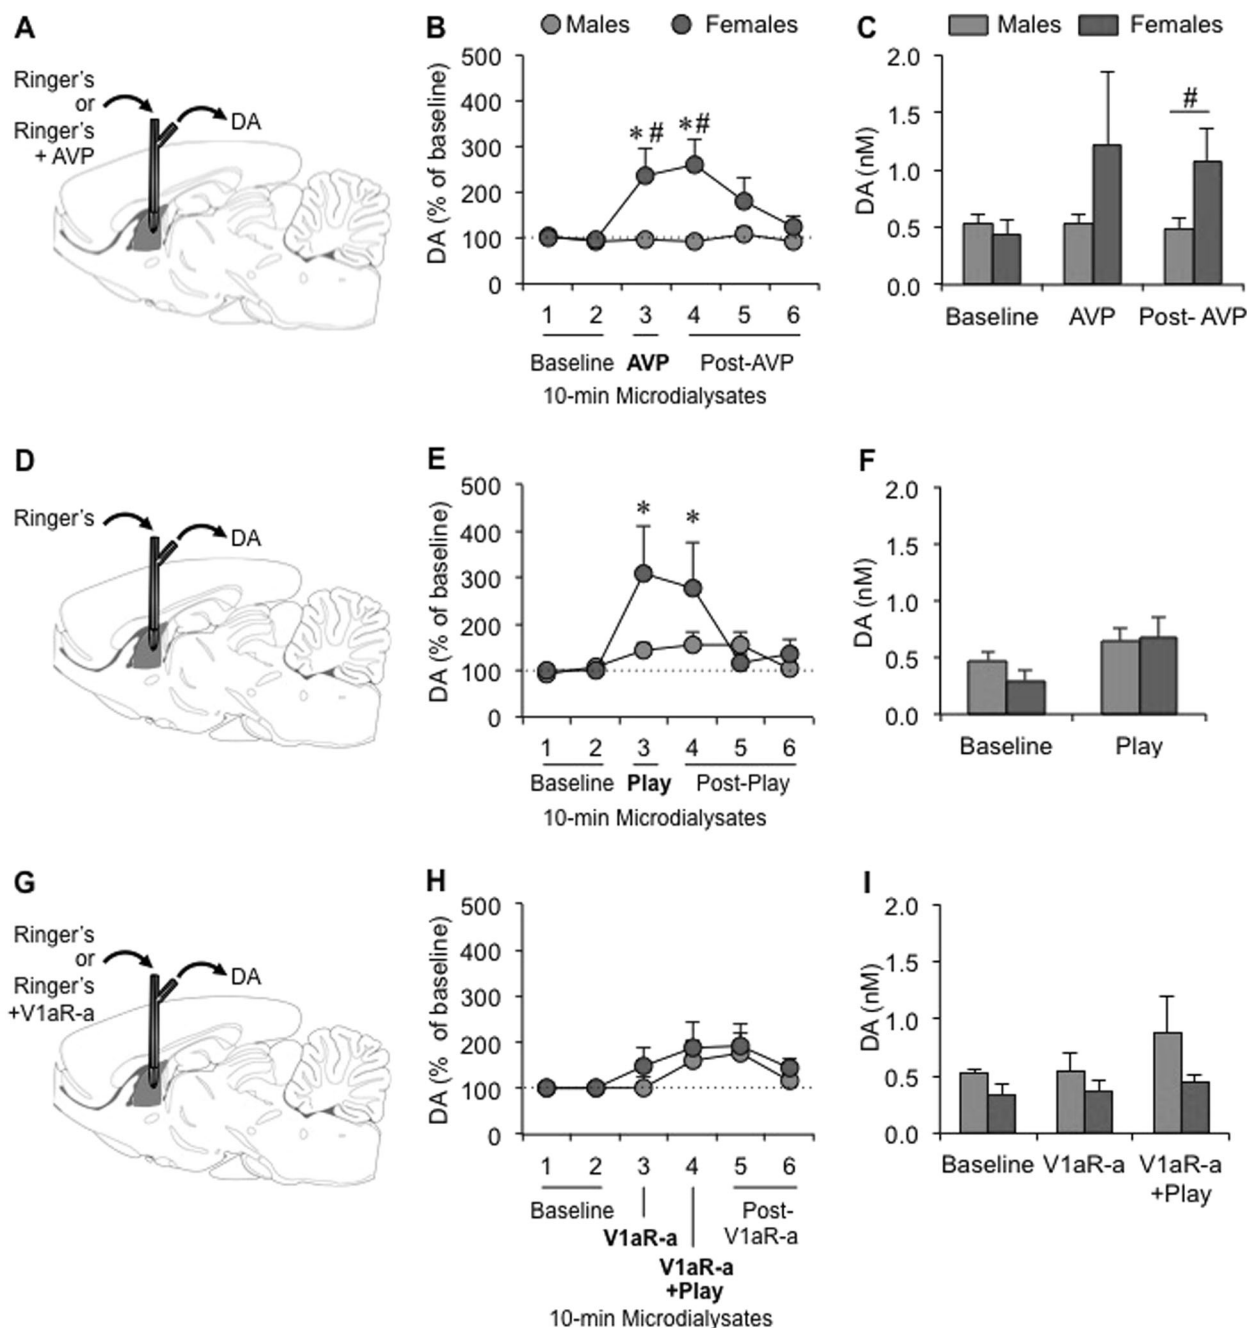 A
Ringer's
or
Ringer's
+ AVP
DA
B
Males Females
DA (% of baseline)
500
400
300
200
100
0
*# *#
1 2 3 4 5 6
Baseline AVP Post-AVP
10-min Microdialysates
C
Males Females
DA (nM)
2.0
1.5
1.0
0.5
0.0
#
Baseline AVP Post- AVP
D
Ringer's
DA
E
DA (% of baseline)
500
400
300
200
100
0
* *
1 2 3 4 5 6
Baseline Play Post-Play
10-min Microdialysates
F
DA (nM)
2.0
1.5
1.0
0.5
0.0
Baseline Play
G
Ringer's
or
Ringer's
+V1aR-a
DA
H
DA (% of baseline)
500
400
300
200
100
0
1 2 3 4 5 6
Baseline Post-
V1aR-a V1aR-a
V1aR-a
+Play
10-min Microdialysates
I
DA (nM)
2.0
1.5
1.0
0.5
0.0
Baseline V1aR-a V1aR-a
+Play